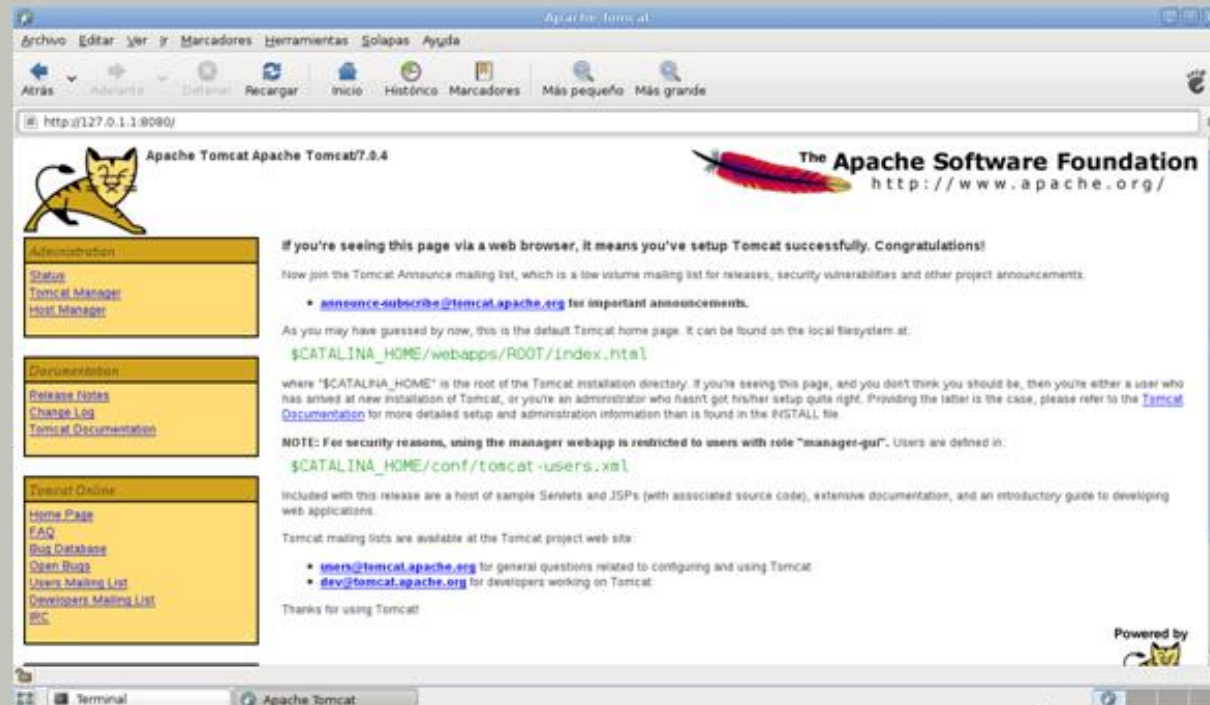 Apache Tomcat
Archivo Editar Ver Ir Marcadores Herramientas Solapas Ayuda
Atrás Adelante Detener Recargar Inicio Histórico Marcadores Más pequeño Más grande
http://127.0.1.1:8080/
Apache Tomcat Apache Tomcat/7.0.4
The Apache Software Foundation
http://www.apache.org/
Administration
Status
Tomcat Manager
Host Manager
Documentation
Release Notes
Change Log
Tomcat Documentation
Tomcat Online
Home Page
FAQ
Bug Database
Open Bugs
Users Mailing List
Developers Mailing List
IRC
If you're seeing this page via a web browser, it means you've setup Tomcat successfully. Congratulations!
Now join the Tomcat Announce mailing list, which is a low volume mailing list for releases, security vulnerabilities and other project announcements.
• announce-subscribe@tomcat.apache.org for important announcements.
As you may have guessed by now, this is the default Tomcat home page. It can be found on the local filesystem at:
$CATALINA_HOME/webapps/ROOT/index.html
where "$CATALINA_HOME" is the root of the Tomcat installation directory. If you're seeing this page, and you don't think you should be, then you're either a user who
has arrived at new installation of Tomcat, or you're an administrator who hasn't got his/her setup quite right. Providing the latter is the case, please refer to the Tomcat
Documentation for more detailed setup and administration information than is found in the INSTALL file.
NOTE: For security reasons, using the manager webapp is restricted to users with role "manager-gui". Users are defined in:
$CATALINA_HOME/conf/tomcat-users.xml
Included with this release are a host of sample Servlets and JSPs (with associated source code), extensive documentation, and an introductory guide to developing
web applications.
Tomcat mailing lists are available at the Tomcat project web site:
• users@tomcat.apache.org for general questions related to configuring and using Tomcat
• dev@tomcat.apache.org for developers working on Tomcat
Thanks for using Tomcat!
Powered by
Terminal
Apache Tomcat